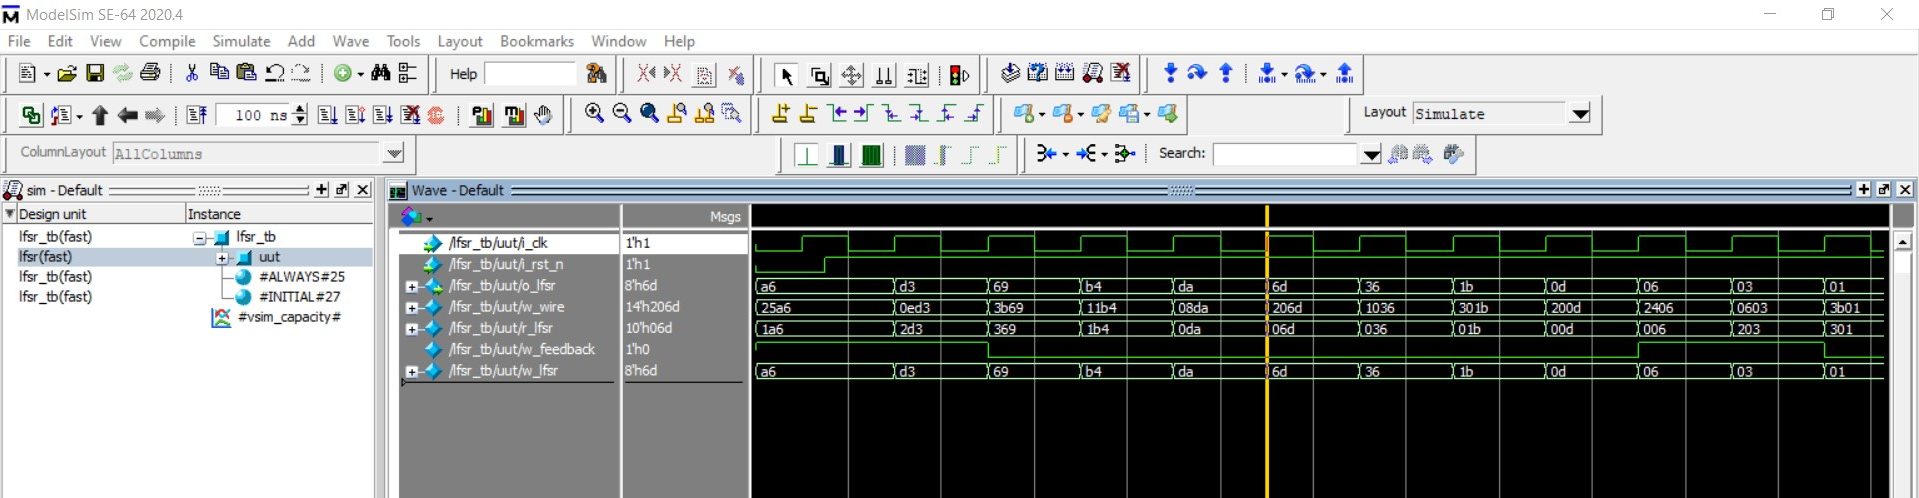 ModelSim SE-64 2020.4
File Edit View Compile Simulate Add Wave Tools Layout Bookmarks Window Help
Help
100 ns
Layout Simulate
ColumnLayout AllColumns
Search:
sim - Default
Wave - Default
Design unit Instance
Msgs
lfsr_tb(fast) lfsr_tb
lfsr(fast) uut
lfsr_tb(fast) #ALWAYS#25
lfsr_tb(fast) #INITIAL#27
#vsim_capacity#
/lfsr_tb/uut/i_clk 1'h1
/lfsr_tb/uut/i_rst_n 1'h1
/lfsr_tb/uut/o_lfsr 8'h6d a6 d3 69 b4 da 6d 36 1b 0d 06 03 01
/lfsr_tb/uut/w_wire 14'h206d 25a6 0ed3 3b69 11b4 08da 206d 1036 301b 200d 2406 0603 3b01
/lfsr_tb/uut/r_lfsr 10'h06d 1a6 2d3 369 1b4 0da 06d 036 01b 00d 006 203 301
/lfsr_tb/uut/w_feedback 1'h0
/lfsr_tb/uut/w_lfsr 8'h6d a6 d3 69 b4 da 6d 36 1b 0d 06 03 01